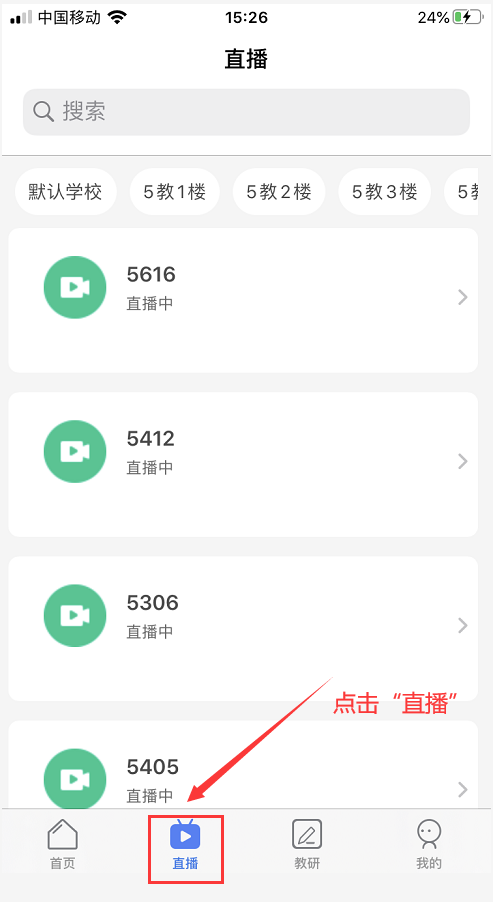 中国移动 15:26 24%
直播
搜索
默认学校 5教1楼 5教2楼 5教3楼 5
5616
直播中
5412
直播中
5306
直播中
点击“直播”
5405
直播中
首页 直播 教研 我的